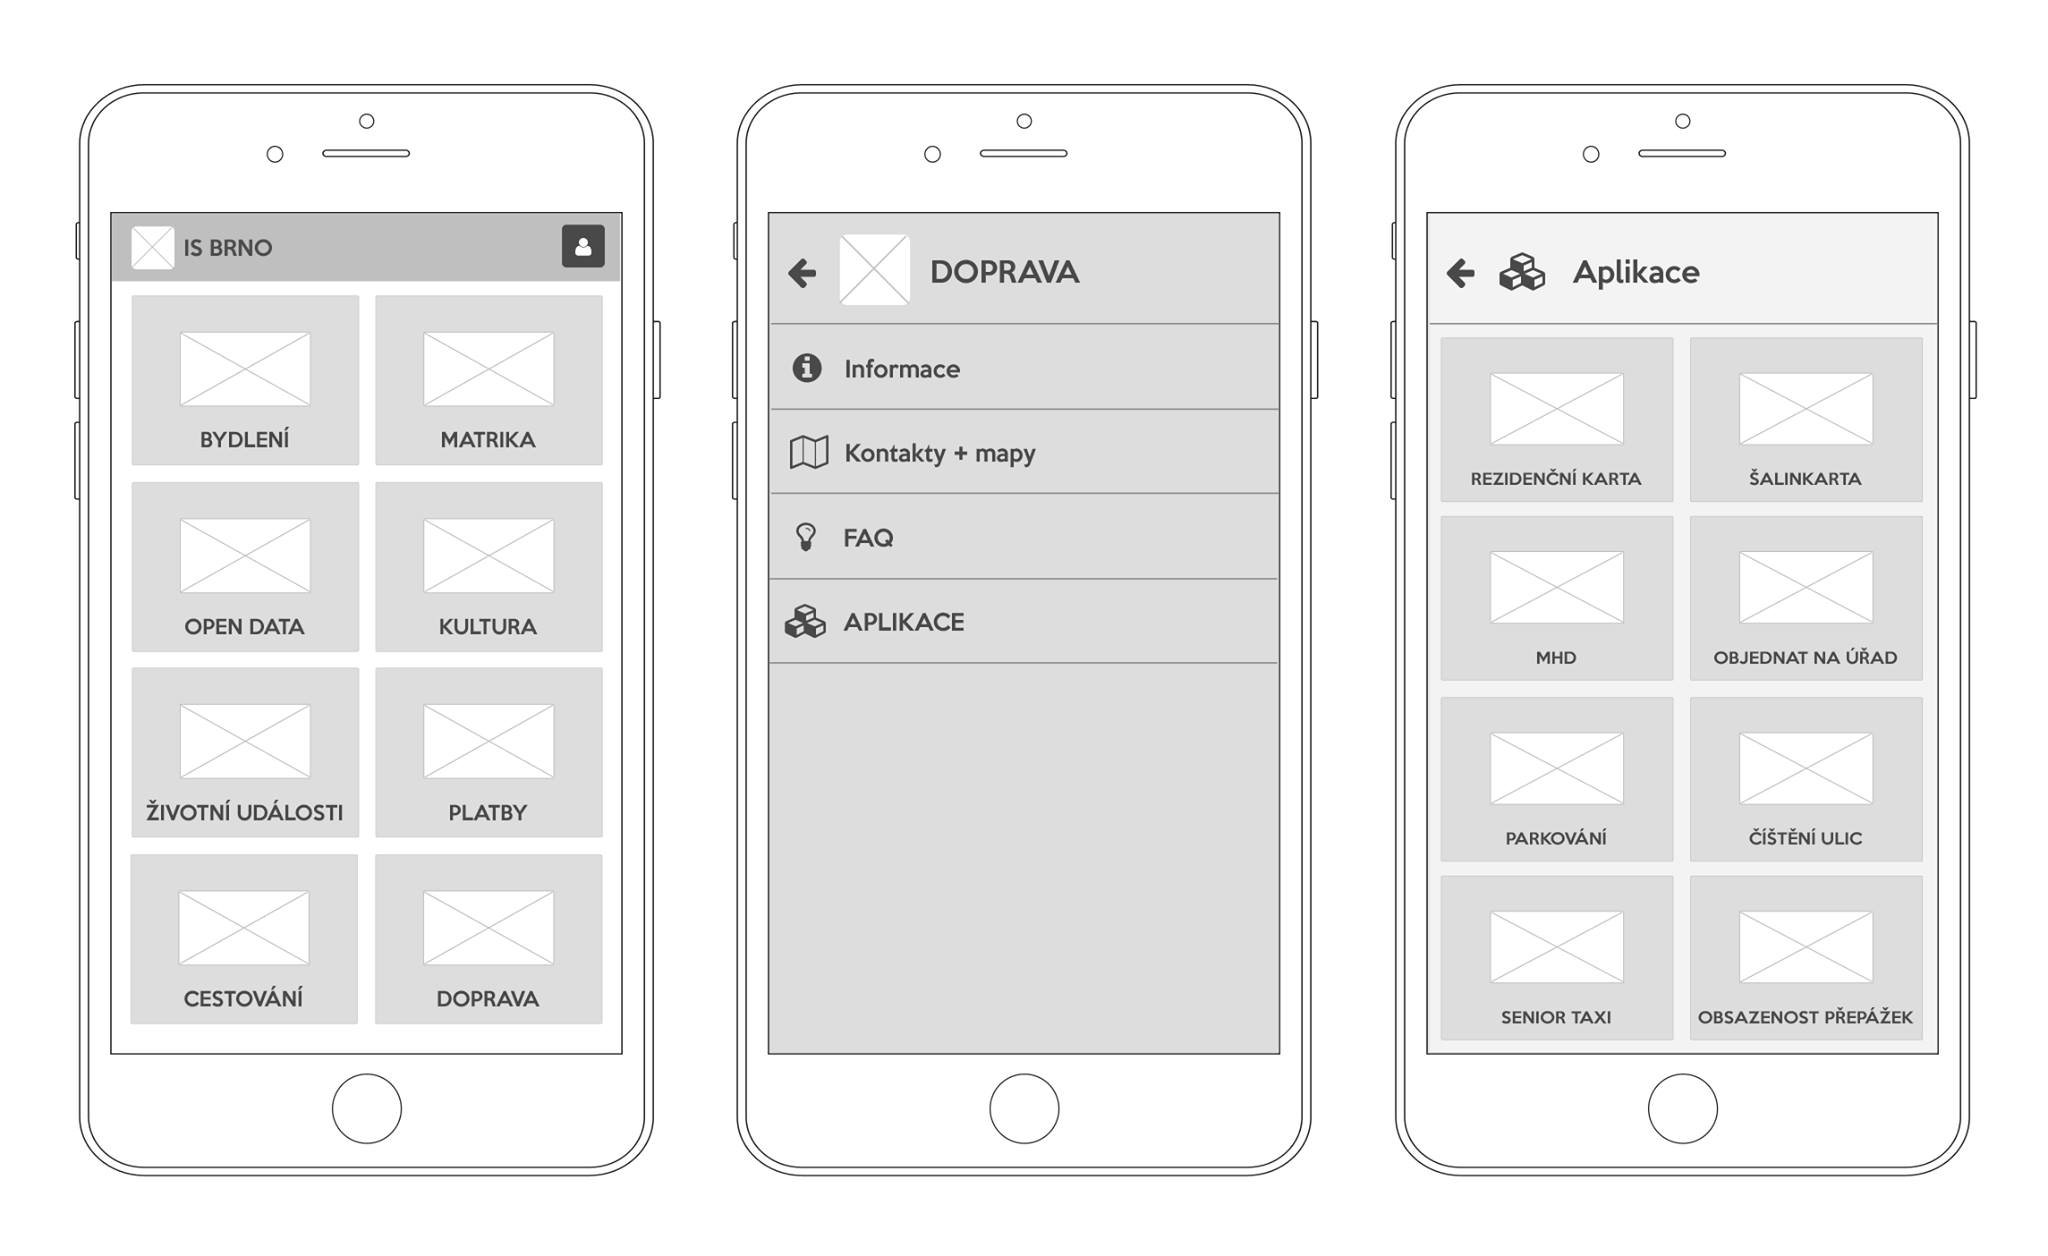 IS BRNO
BYDLENÍ
MATRIKA
OPEN DATA
KULTURA
ŽIVOTNÍ UDÁLOSTI
PLATBY
CESTOVÁNÍ
DOPRAVA
DOPRAVA
Informace
Kontakty + mapy
FAQ
APLIKACE
Aplikace
REZIDENČNÍ KARTA
ŠALINKARTA
MHD
OBJEDNAT NA ÚŘAD
PARKOVÁNÍ
ČÍŠTĚNÍ ULIC
SENIOR TAXI
OBSAZENOST PŘEPÁŽEK